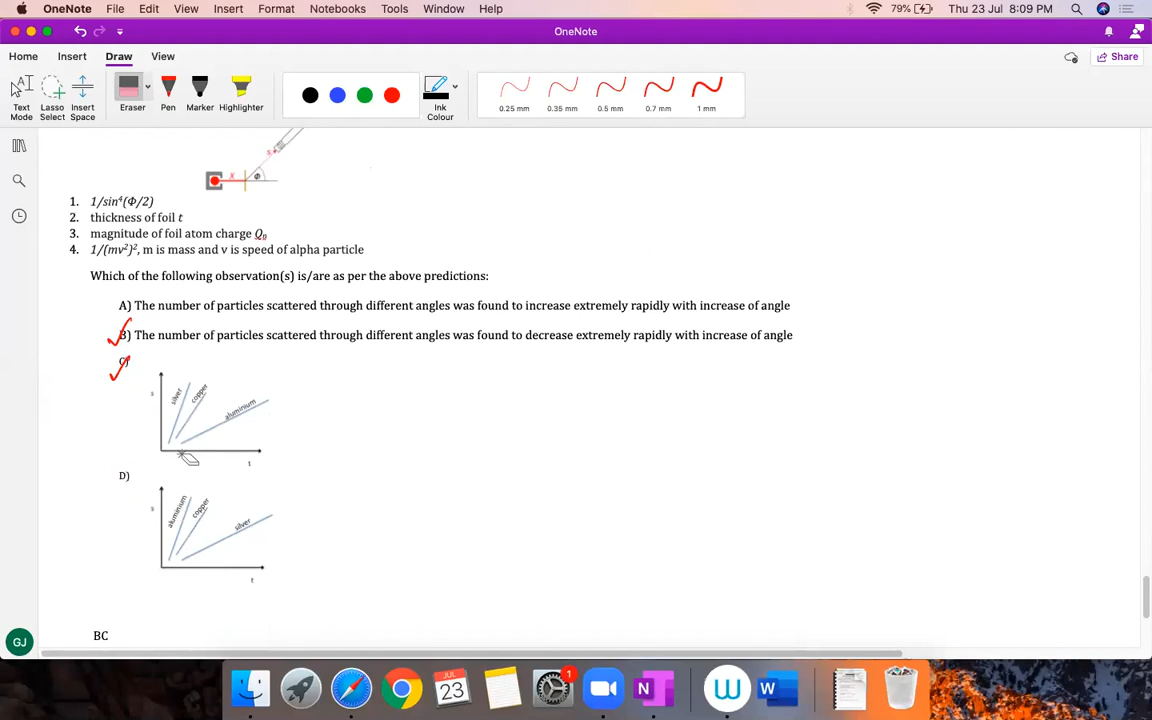 OneNote File Edit View Insert Format Notebooks Tools Window Help 79% Thu 23 Jul 8:09 PM
OneNote
Home Insert Draw View Share
Text Mode
Lasso Select
Insert Space
Eraser
Pen
Marker
Highlighter
Ink Colour
0.25 mm 0.35 mm 0.5 mm 0.7 mm 1 mm
s
X Φ
1. 1/sin⁴(Φ/2)
2. thickness of foil t
3. magnitude of foil atom charge Q₀
4. 1/(mv²)², m is mass and v is speed of alpha particle
Which of the following observation(s) is/are as per the above predictions:
A) The number of particles scattered through different angles was found to increase extremely rapidly with increase of angle
B) The number of particles scattered through different angles was found to decrease extremely rapidly with increase of angle
C)
s silver copper aluminium
t
D)
s aluminium copper silver
t
BC
GJ
JUL
23
1
N
W
W